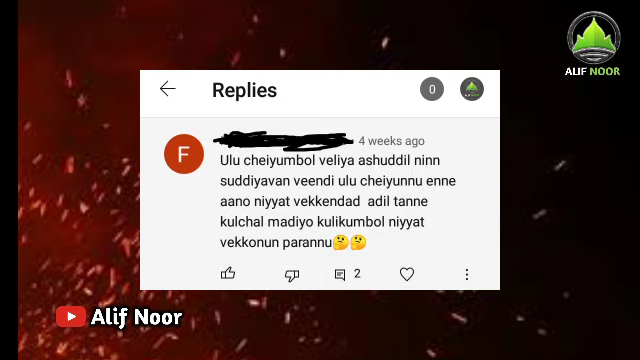 ALIF NOOR
Replies
0
F
4 weeks ago
Ulu cheiyumbol veliya ashuddil ninn
suddiyavan veendi ulu cheiyunnu enne
aano niyyat vekkendad adil tanne
kulchal madiyo kulikumbol niyyat
vekkonun parannu🤔🤔
2
Alif Noor